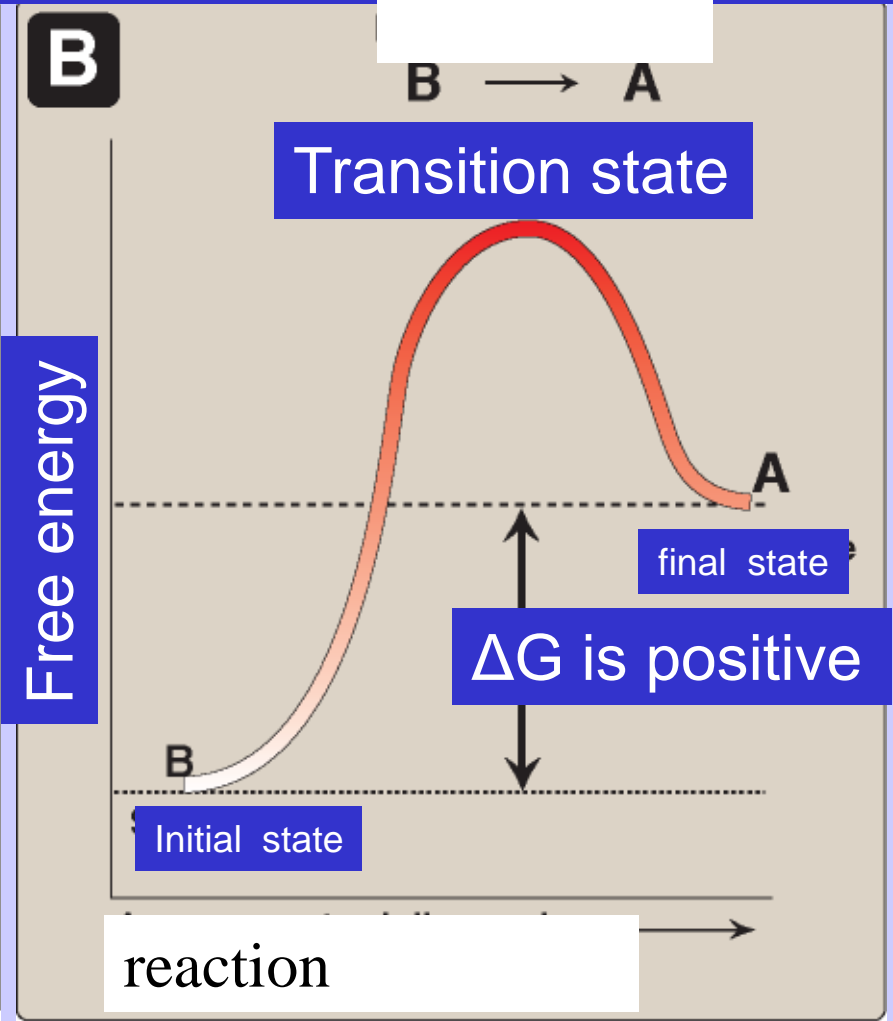 B
B → A
Transition state
Free energy
A
final state
ΔG is positive
B
Initial state
reaction